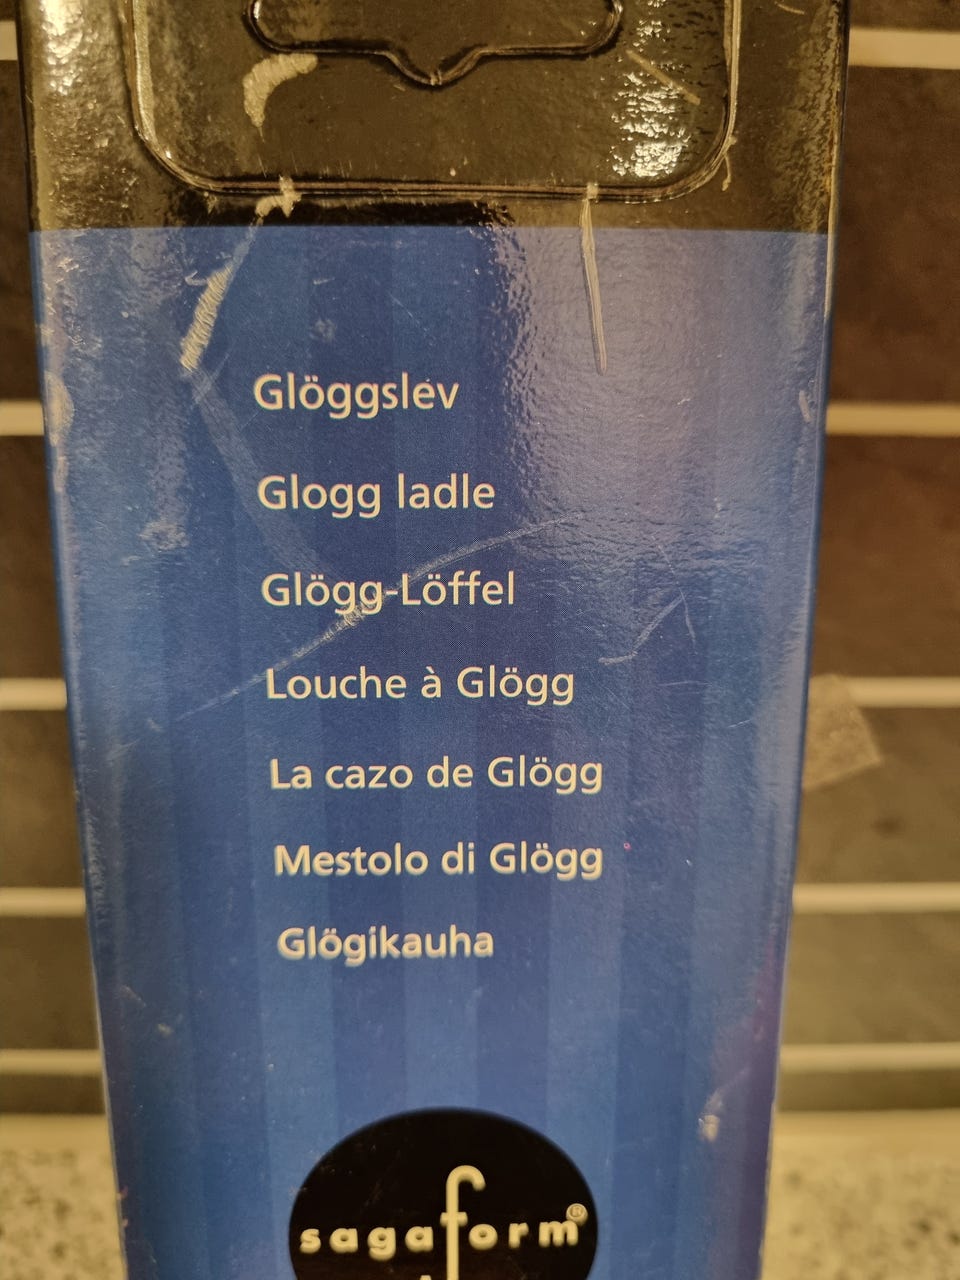 Glöggslev
Glogg ladle
Glögg-Löffel
Louche à Glögg
La cazo de Glögg
Mestolo di Glögg
Glögikauha
sagaform®